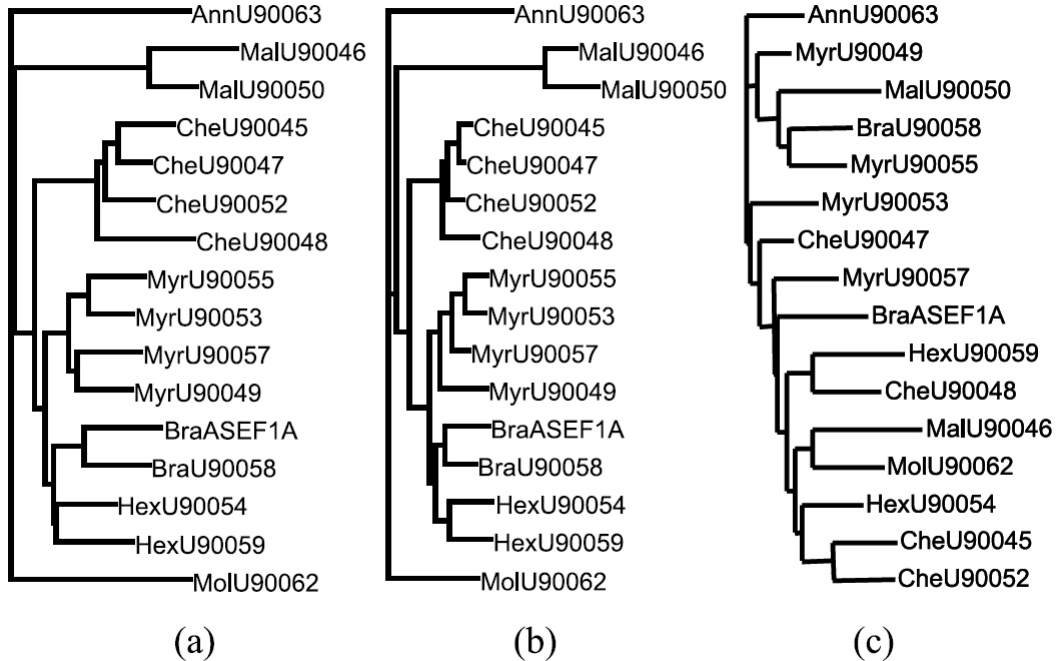 AnnU90063
MalU90046
MalU90050
CheU90045
CheU90047
CheU90052
CheU90048
MyrU90055
MyrU90053
MyrU90057
MyrU90049
BraASEF1A
BraU90058
HexU90054
HexU90059
MolU90062
(a)
AnnU90063
MalU90046
MalU90050
CheU90045
CheU90047
CheU90052
CheU90048
MyrU90055
MyrU90053
MyrU90057
MyrU90049
BraASEF1A
BraU90058
HexU90054
HexU90059
MolU90062
(b)
AnnU90063
MyrU90049
MalU90050
BraU90058
MyrU90055
MyrU90053
CheU90047
MyrU90057
BraASEF1A
HexU90059
CheU90048
MalU90046
MolU90062
HexU90054
CheU90045
CheU90052
(c)